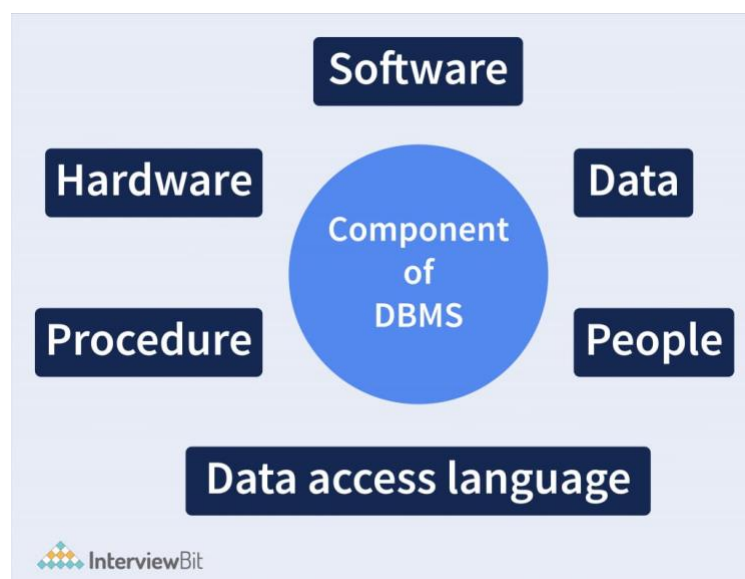 Software
Hardware
Data
Component
of
DBMS
Procedure
People
Data access language
InterviewBit